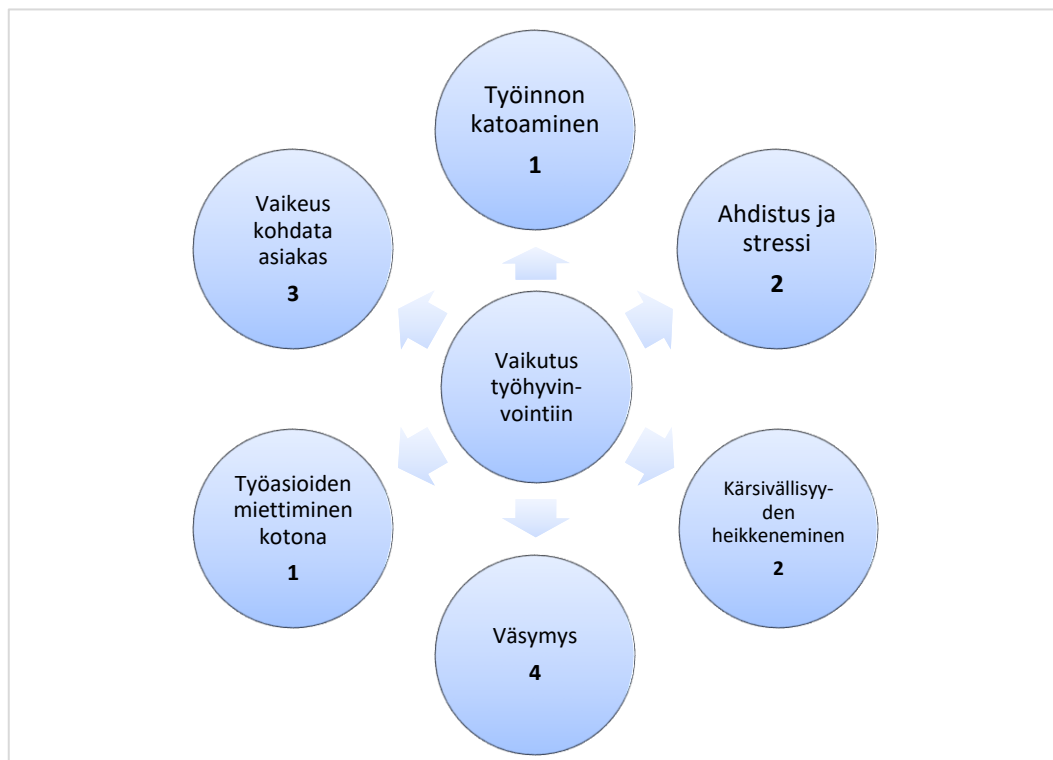 Työinnon
katoaminen
1
Ahdistus ja
stressi
2
Vaikeus
kohdata
asiakas
3
Vaikutus
työhyvin-
vointiin
Työasioiden
miettiminen
kotona
1
Kärsivällisyy-
den
heikkeneminen
2
Väsymys
4